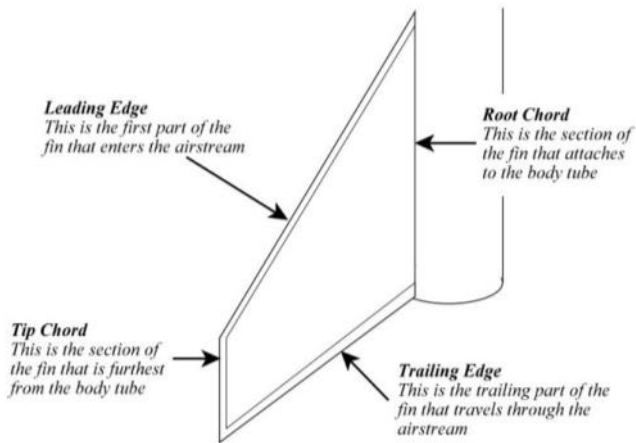 Leading Edge
This is the first part of the
fin that enters the airstream
Root Chord
This is the section of
the fin that attaches
to the body tube
Tip Chord
This is the section of
the fin that is furthest
from the body tube
Trailing Edge
This is the trailing part of the
fin that travels through the
airstream